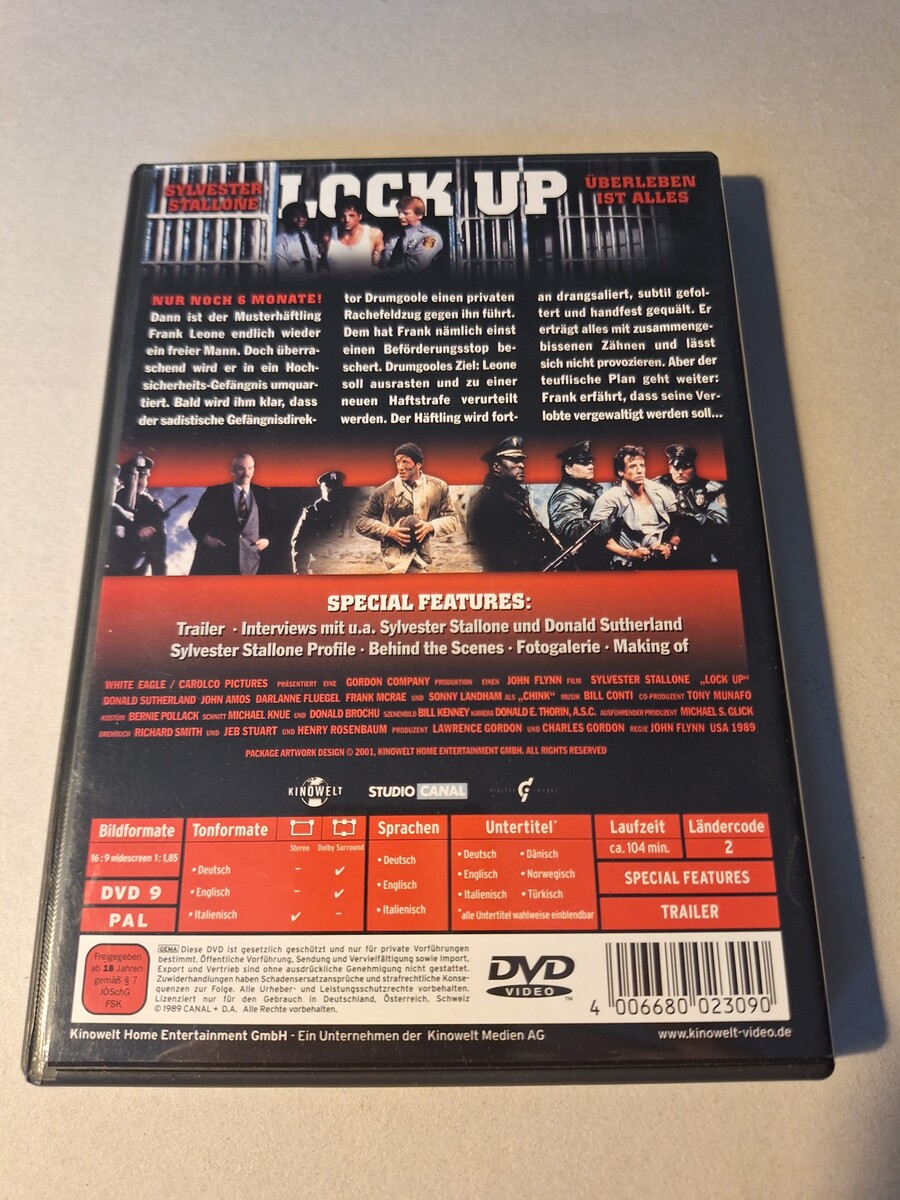 SYLVESTER
STALLONE
LOCK UP
ÜBERLEBEN
IST ALLES
NUR NOCH 6 MONATE!
Dann ist der Musterhäftling
Frank Leone endlich wieder
ein freier Mann. Doch überra-
schend wird er in ein Hoch-
sicherheits-Gefängnis umquar-
tiert. Bald wird ihm klar, dass
der sadistische Gefängnisdirek-
tor Drumgoole einen privaten
Rachefeldzug gegen ihn führt.
Dem hat Frank nämlich einst
einen Beförderungsstop be-
schert. Drumgooles Ziel: Leone
soll ausrasten und zu einer
neuen Haftstrafe verurteilt
werden. Der Häftling wird fort-
an drangsaliert, subtil gefol-
tert und handfest gequält. Er
erträgt alles mit zusammenge-
bissenen Zähnen und lässt
sich nicht provozieren. Aber der
teuflische Plan geht weiter:
Frank erfährt, dass seine Ver-
lobte vergewaltigt werden soll...
SPECIAL FEATURES:
Trailer · Interviews mit u.a. Sylvester Stallone und Donald Sutherland
Sylvester Stallone Profile · Behind the Scenes · Fotogalerie · Making of
WHITE EAGLE / CAROLCO PICTURES PRÄSENTIERT EINE GORDON COMPANY PRODUKTION EINEN JOHN FLYNN FILM SYLVESTER STALLONE „LOCK UP“
DONALD SUTHERLAND JOHN AMOS DARLANNE FLUEGEL FRANK MCRAE UND SONNY LANDHAM ALS „CHINK“ MUSIK BILL CONTI CO-PRODUZENT TONY MUNAFO
KOSTÜM BERNIE POLLACK SCHNITT MICHAEL KNUE UND DONALD BROCHU SZENENBILD BILL KENNEY KAMERA DONALD E. THORIN, A.S.C. AUSFÜHRENDER PRODUZENT MICHAEL S. GLICK
DREHBUCH RICHARD SMITH UND JEB STUART UND HENRY ROSENBAUM PRODUZENT LAWRENCE GORDON UND CHARLES GORDON REGIE JOHN FLYNN USA 1989
PACKAGE ARTWORK DESIGN © 2001, KINOWELT HOME ENTERTAINMENT GMBH. ALL RIGHTS RESERVED
KINOWELT
STUDIO CANAL
digital images
Bildformate
16 : 9 widescreen 1 : 1,85
DVD 9
PAL
Tonformate
Stereo Dolby Surround
• Deutsch – ✓
• Englisch – ✓
• Italienisch ✓ –
Sprachen
• Deutsch
• Englisch
• Italienisch
Untertitel*
• Deutsch • Dänisch
• Englisch • Norwegisch
• Italienisch • Türkisch
*alle Untertitel wahlweise einblendbar
Laufzeit
ca. 104 min.
Ländercode
2
SPECIAL FEATURES
TRAILER
Freigegeben
ab 18 Jahren
gemäß § 7
JÖSchG
FSK
GEMA Diese DVD ist gesetzlich geschützt und nur für private Vorführungen
bestimmt. Öffentliche Vorführung, Sendung und Vervielfältigung sowie Import,
Export und Vertrieb sind ohne ausdrückliche Genehmigung nicht gestattet.
Zuwiderhandlungen haben Schadensersatzansprüche und strafrechtliche Konse-
quenzen zur Folge. Alle Urheber- und Leistungsschutzrechte vorbehalten.
Lizenziert nur für den Gebrauch in Deutschland, Österreich, Schweiz
© 1989 CANAL + D.A. Alle Rechte vorbehalten.
DVD
VIDEO
TM
4 006680 023090
Kinowelt Home Entertainment GmbH - Ein Unternehmen der Kinowelt Medien AG
www.kinowelt-video.de